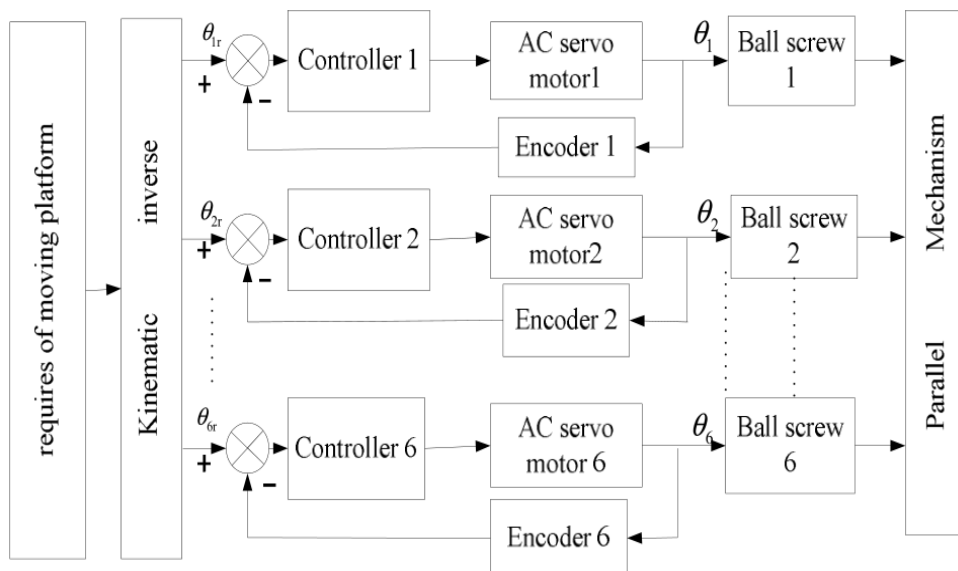 requires of moving platform
Kinematic inverse
θ1r
+
−
Controller 1
AC servo
motor1
θ1
Ball screw
1
Encoder 1
θ2r
+
−
Controller 2
AC servo
motor2
θ2
Ball screw
2
Encoder 2
θ6r
+
−
Controller 6
AC servo
motor 6
θ6
Ball screw
6
Encoder 6
Parallel Mechanism